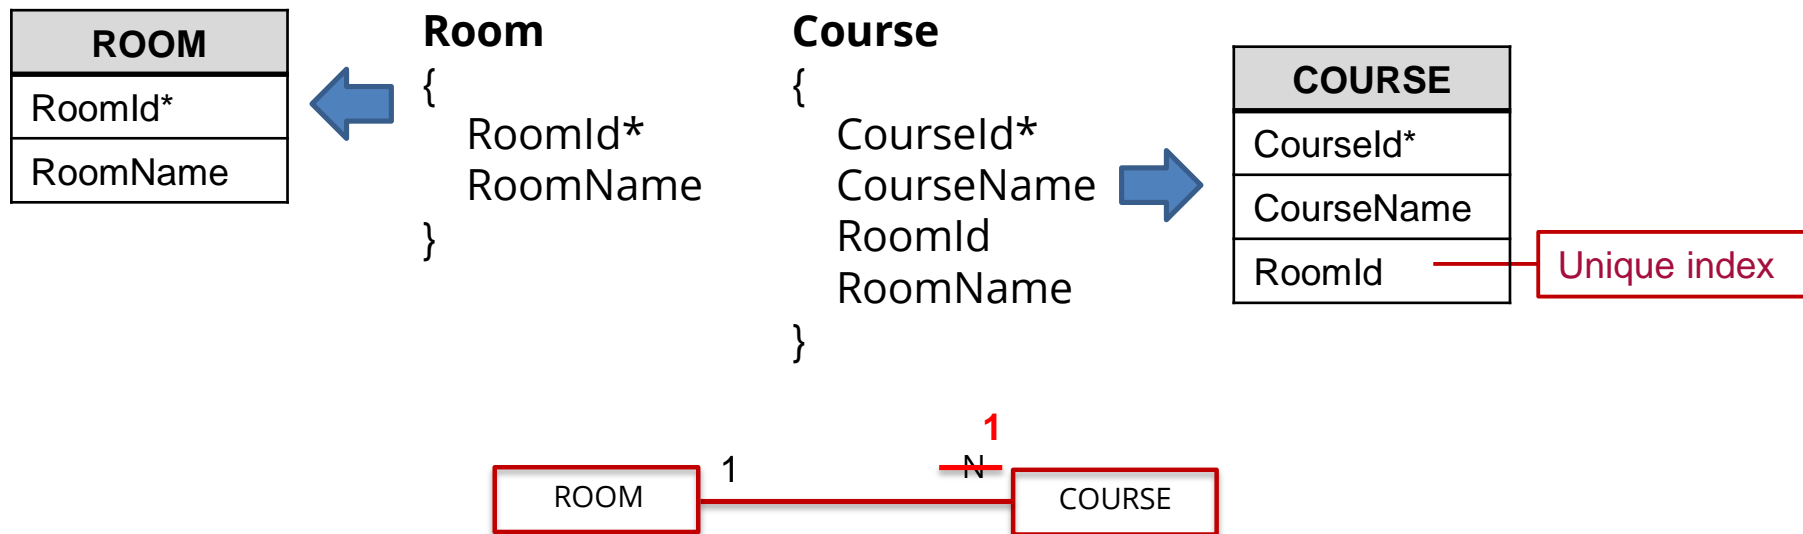 ROOM
RoomId*
RoomName
Room
{
RoomId*
RoomName
}
Course
{
CourseId*
CourseName
RoomId
RoomName
}
COURSE
CourseId*
CourseName
RoomId
Unique index
1
1
N
ROOM
COURSE